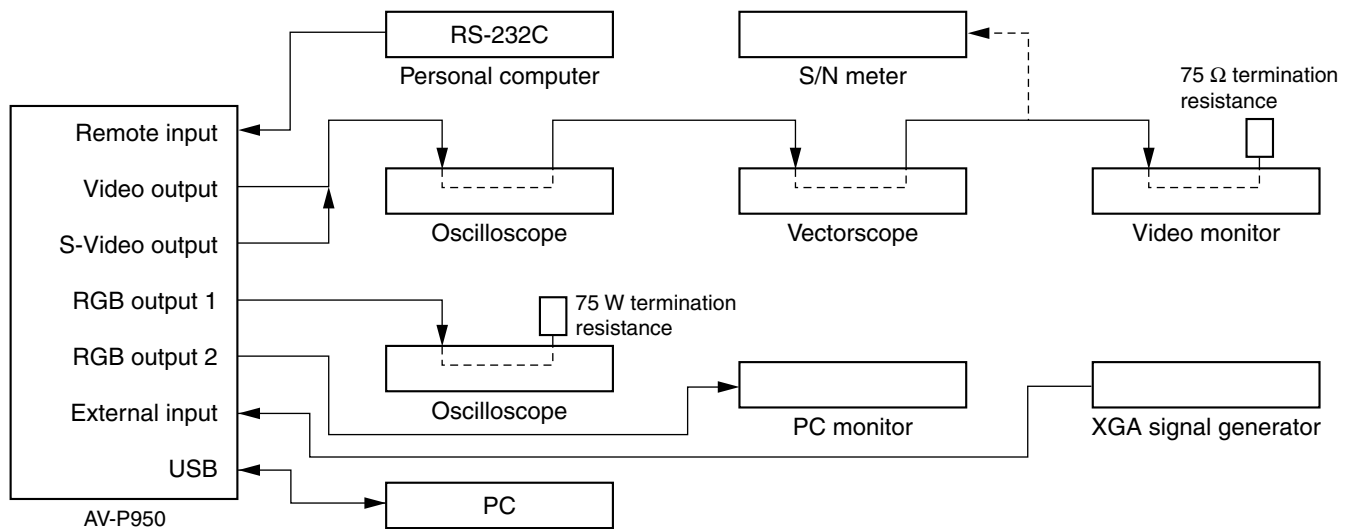 RS-232C
Personal computer
S/N meter
75 Ω termination
resistance
Remote input
Video output
S-Video output
RGB output 1
RGB output 2
External input
USB
AV-P950
Oscilloscope
Vectorscope
Video monitor
75 W termination
resistance
Oscilloscope
PC monitor
XGA signal generator
PC